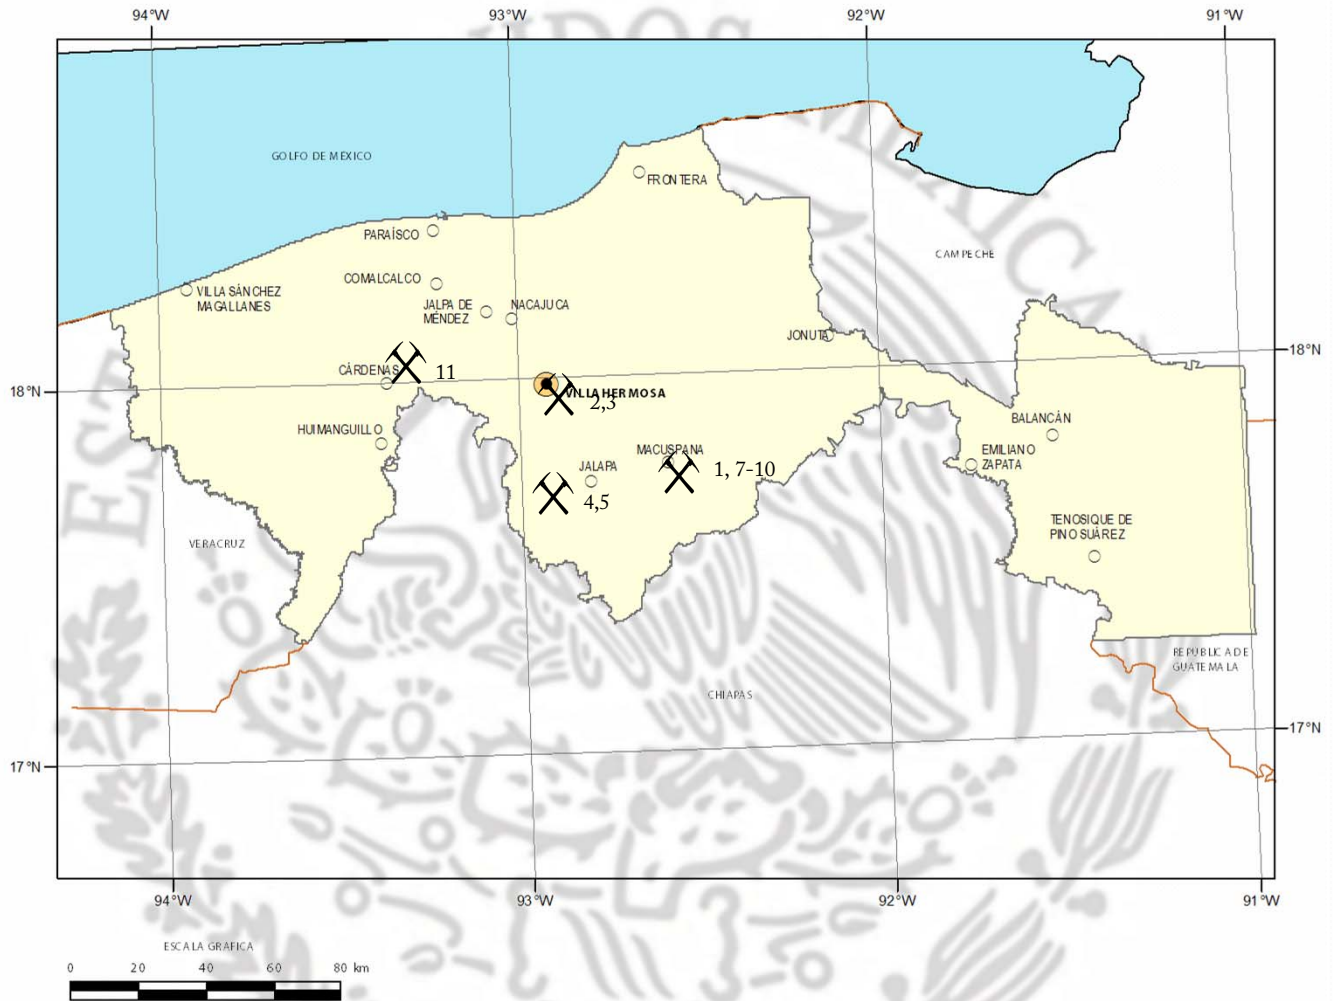 94°W 93°W 92°W 91°W
GOLFO DE MÉXICO
FRONTERA
PARAÍSCO
CAMPECHE
COMALCALCO
VILLA SÁNCHEZ
MAGALLANES
JALPA DE
MÉNDEZ
NACAJUCA
JONUTA
18°N
CÁRDENAS
11
18°N
VILLAHERMOSA
2,3
BALANCÁN
HUIMANGUILLO
MACUSPANA
EMILIANO
ZAPATA
JALAPA
1, 7-10
4,5
TENOSIQUE DE
PINO SUÁREZ
VERACRUZ
REPUBLICA DE
GUATEMALA
CHIAPAS
17°N
17°N
94°W 93°W 92°W 91°W
ESCALA GRAFICA
0 20 40 60 80 km